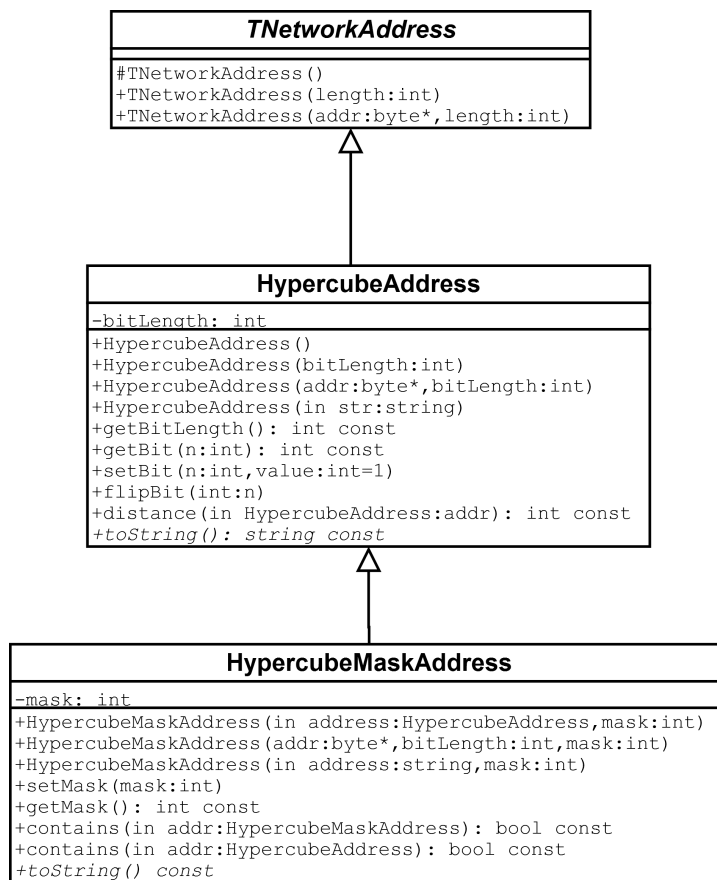 TNetworkAddress
#TNetworkAddress()
+TNetworkAddress(length:int)
+TNetworkAddress(addr:byte*,length:int)
HypercubeAddress
-bitLength: int
+HypercubeAddress()
+HypercubeAddress(bitLength:int)
+HypercubeAddress(addr:byte*,bitLength:int)
+HypercubeAddress(in str:string)
+getBitLength(): int const
+getBit(n:int): int const
+setBit(n:int,value:int=1)
+flipBit(int:n)
+distance(in HypercubeAddress:addr): int const
+toString(): string const
HypercubeMaskAddress
-mask: int
+HypercubeMaskAddress(in address:HypercubeAddress,mask:int)
+HypercubeMaskAddress(addr:byte*,bitLength:int,mask:int)
+HypercubeMaskAddress(in address:string,mask:int)
+setMask(mask:int)
+getMask(): int const
+contains(in addr:HypercubeMaskAddress): bool const
+contains(in addr:HypercubeAddress): bool const
+toString() const